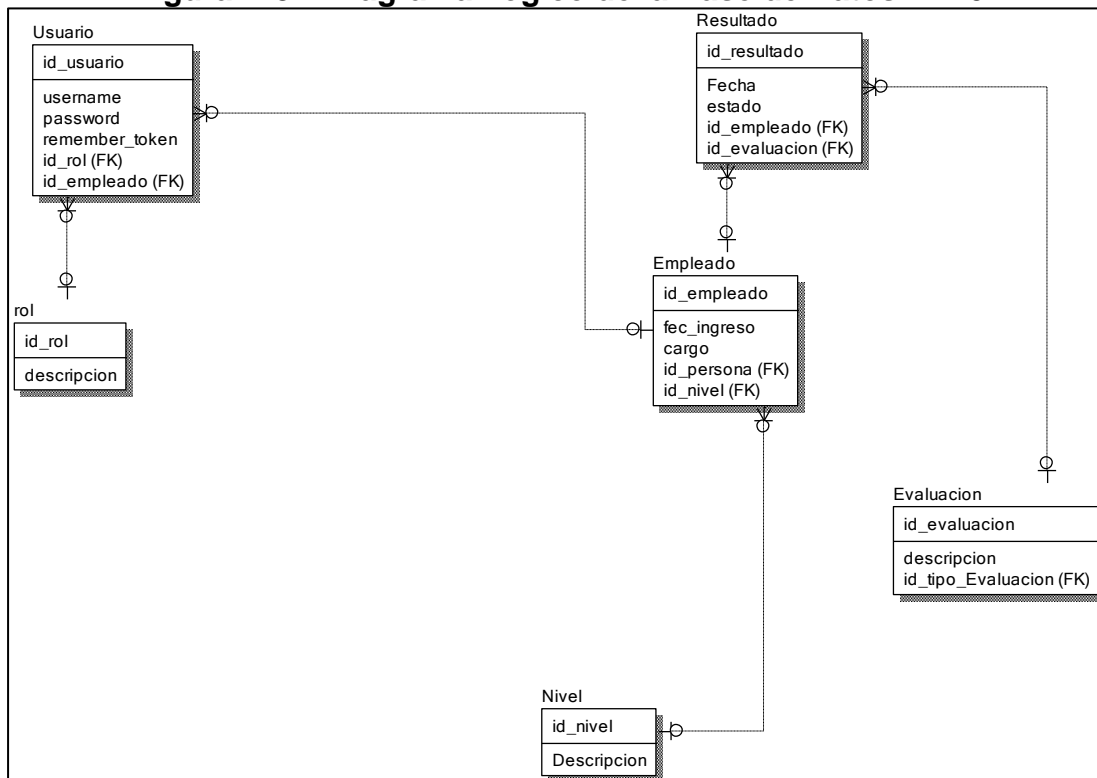 Usuario
id_usuario
username
password
remember_token
id_rol (FK)
id_empleado (FK)
Resultado
id_resultado
Fecha
estado
id_empleado (FK)
id_evaluacion (FK)
rol
id_rol
descripcion
Empleado
id_empleado
fec_ingreso
cargo
id_persona (FK)
id_nivel (FK)
Evaluacion
id_evaluacion
descripcion
id_tipo_Evaluacion (FK)
Nivel
id_nivel
Descripcion